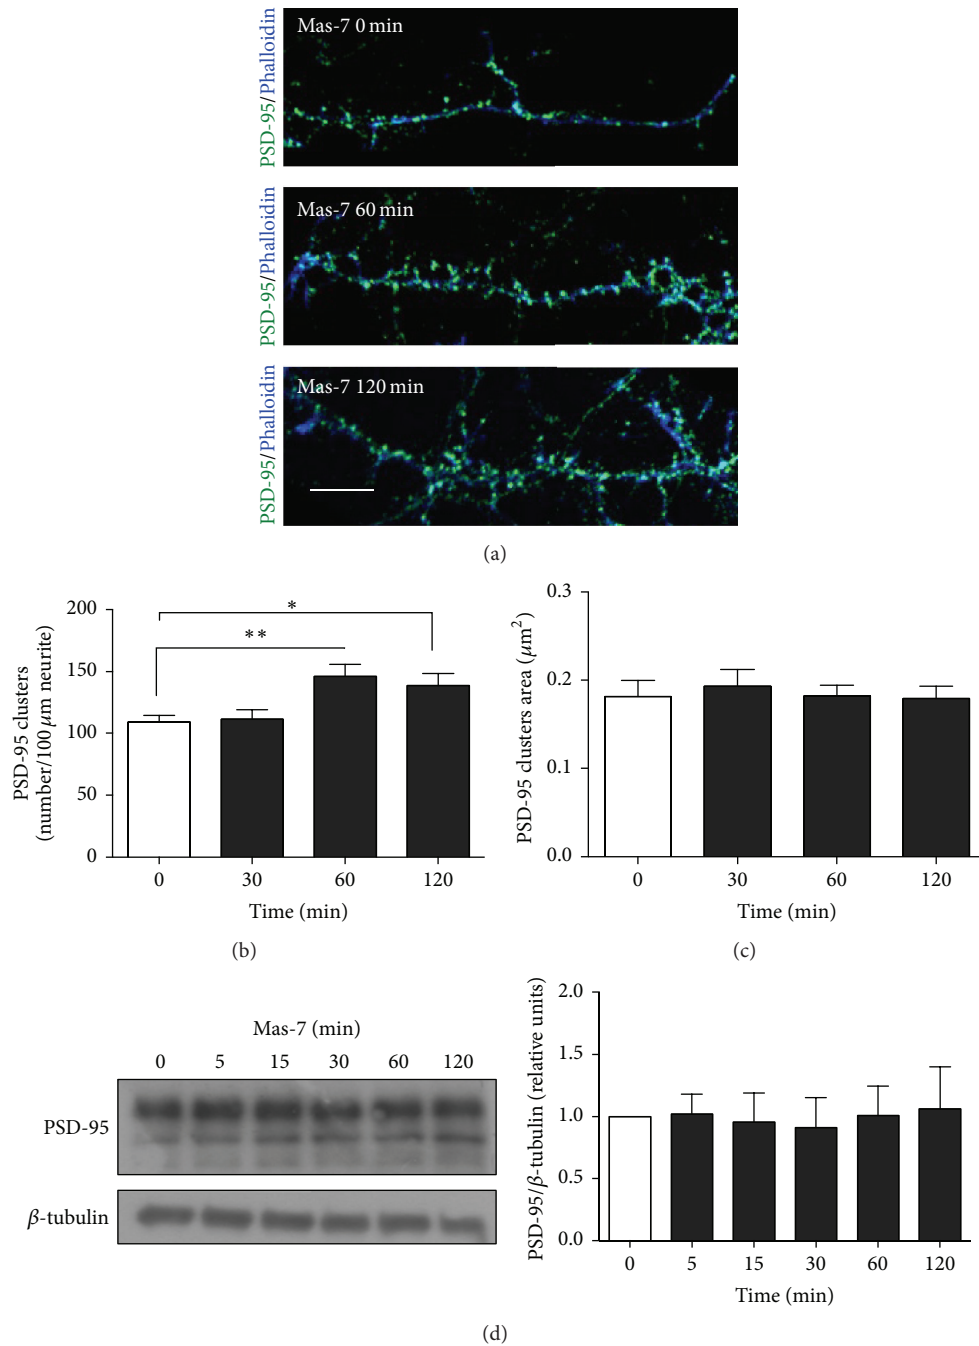 PSD-95/Phalloidin
Mas-7 0 min
PSD-95/Phalloidin
Mas-7 60 min
PSD-95/Phalloidin
Mas-7 120 min
(a)
PSD-95 clusters
(number/100 μm neurite)
200
150
100
50
0
*
**
0 30 60 120
Time (min)
(b)
PSD-95 clusters area (μm²)
0.3
0.2
0.1
0.0
0 30 60 120
Time (min)
(c)
Mas-7 (min)
0 5 15 30 60 120
PSD-95
β-tubulin
PSD-95/β-tubulin (relative units)
2.0
1.5
1.0
0.5
0.0
0 5 15 30 60 120
Time (min)
(d)